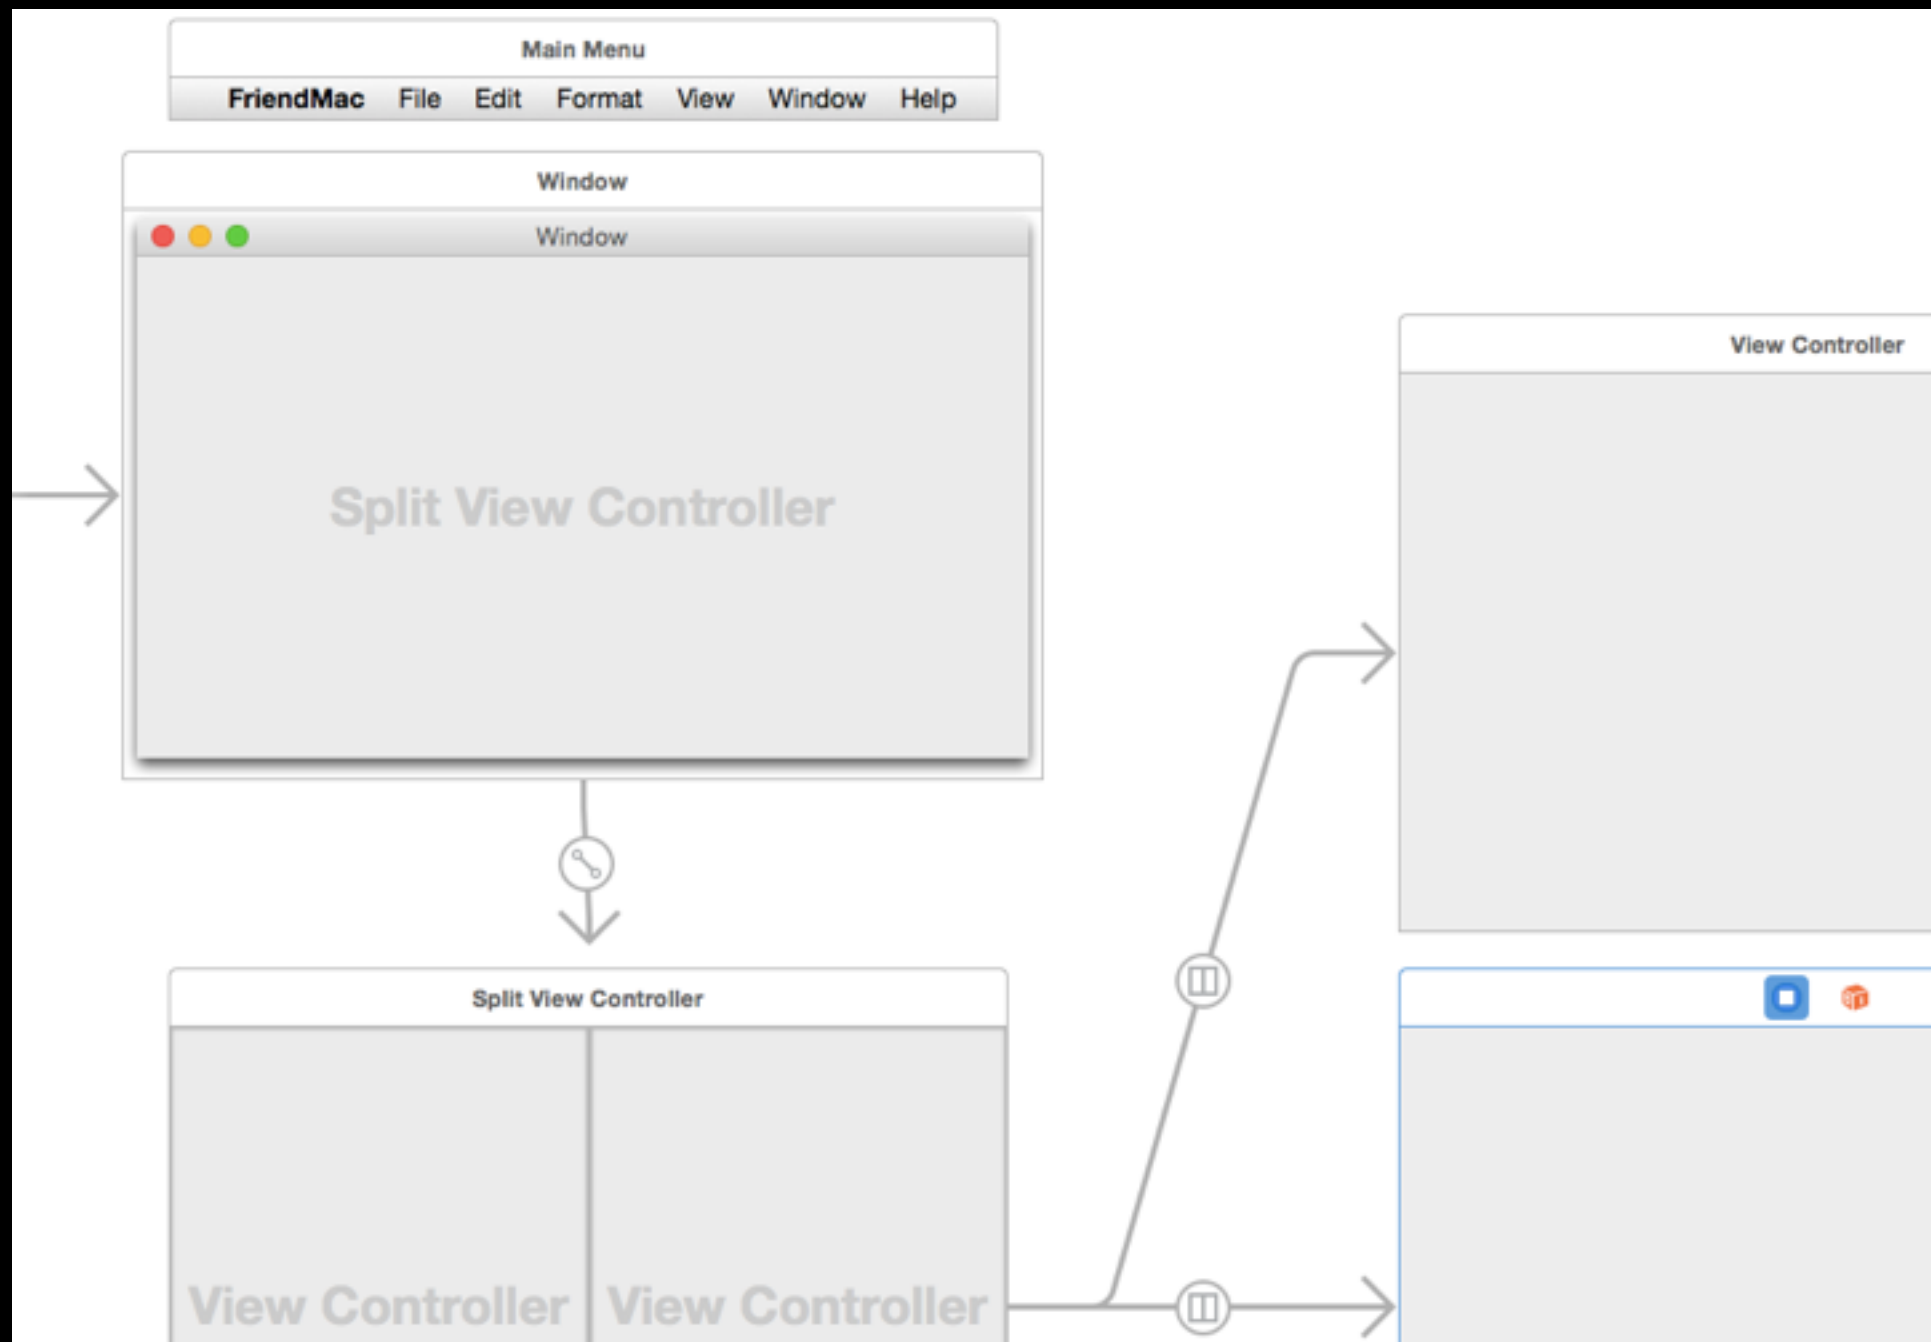 Main Menu
FriendMac File Edit Format View Window Help
Window
Window
Split View Controller
View Controller
Split View Controller
View Controller View Controller